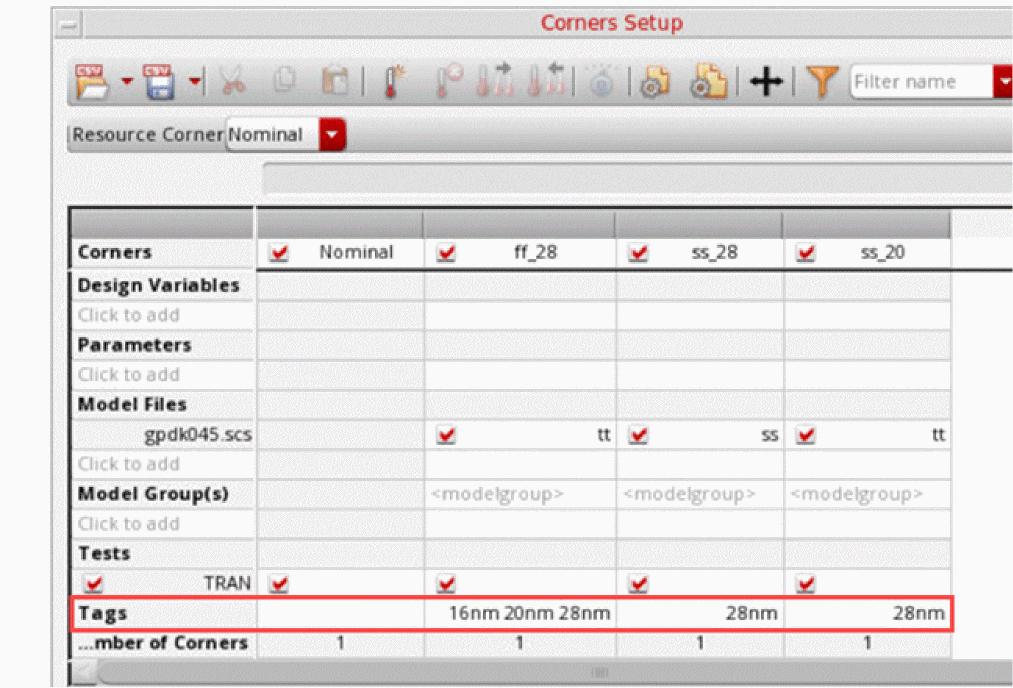 Corners Setup
CSV CSV Filter name
Resource Corner Nominal
Corners Nominal ff_28 ss_28 ss_20
Design Variables
Click to add
Parameters
Click to add
Model Files
gpdk045.scs tt ss tt
Click to add
Model Group(s) <modelgroup> <modelgroup> <modelgroup>
Click to add
Tests
TRAN
Tags 16nm 20nm 28nm 28nm 28nm
...mber of Corners 1 1 1 1